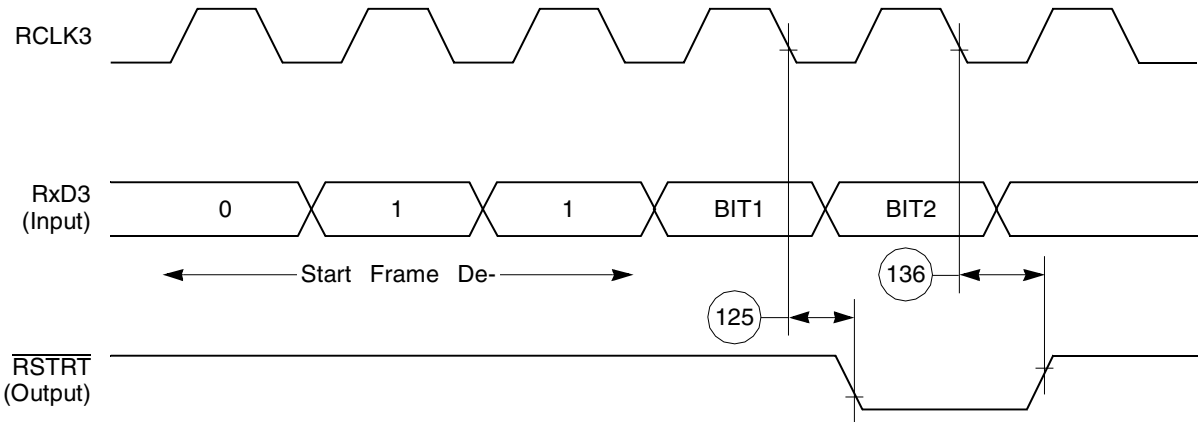 RCLK3
RxD3
(Input)
0 1 1 BIT1 BIT2
Start Frame De-
136
125
RSTRT
(Output)